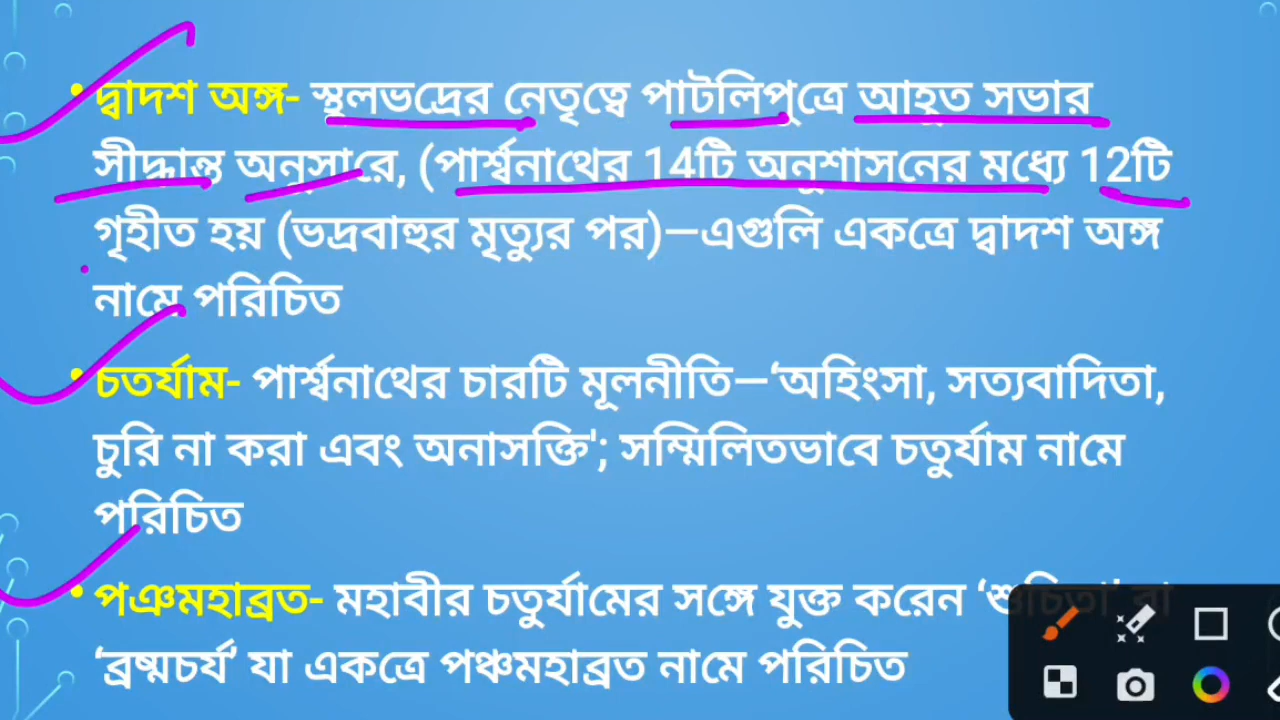 • দ্বাদশ অঙ্গ- স্থুলভদ্রের নেতৃত্বে পাটলিপুত্রে আহূত সভার
সীদ্ধান্ত অনুসারে, (পার্শ্বনাথের 14টি অনুশাসনের মধ্যে 12টি
গৃহীত হয় (ভদ্রবাহুর মৃত্যুর পর)—এগুলি একত্রে দ্বাদশ অঙ্গ
নামে পরিচিত
• চতর্যাম- পার্শ্বনাথের চারটি মূলনীতি—‘অহিংসা, সত্যবাদিতা,
চুরি না করা এবং অনাসক্তি'; সম্মিলিতভাবে চতুর্যাম নামে
পরিচিত
• পঞ্চমহাব্রত- মহাবীর চতুর্যামের সঙ্গে যুক্ত করেন ‘শুচিতা' বা
‘ব্রহ্মচর্য’ যা একত্রে পঞ্চমহাব্রত নামে পরিচিত